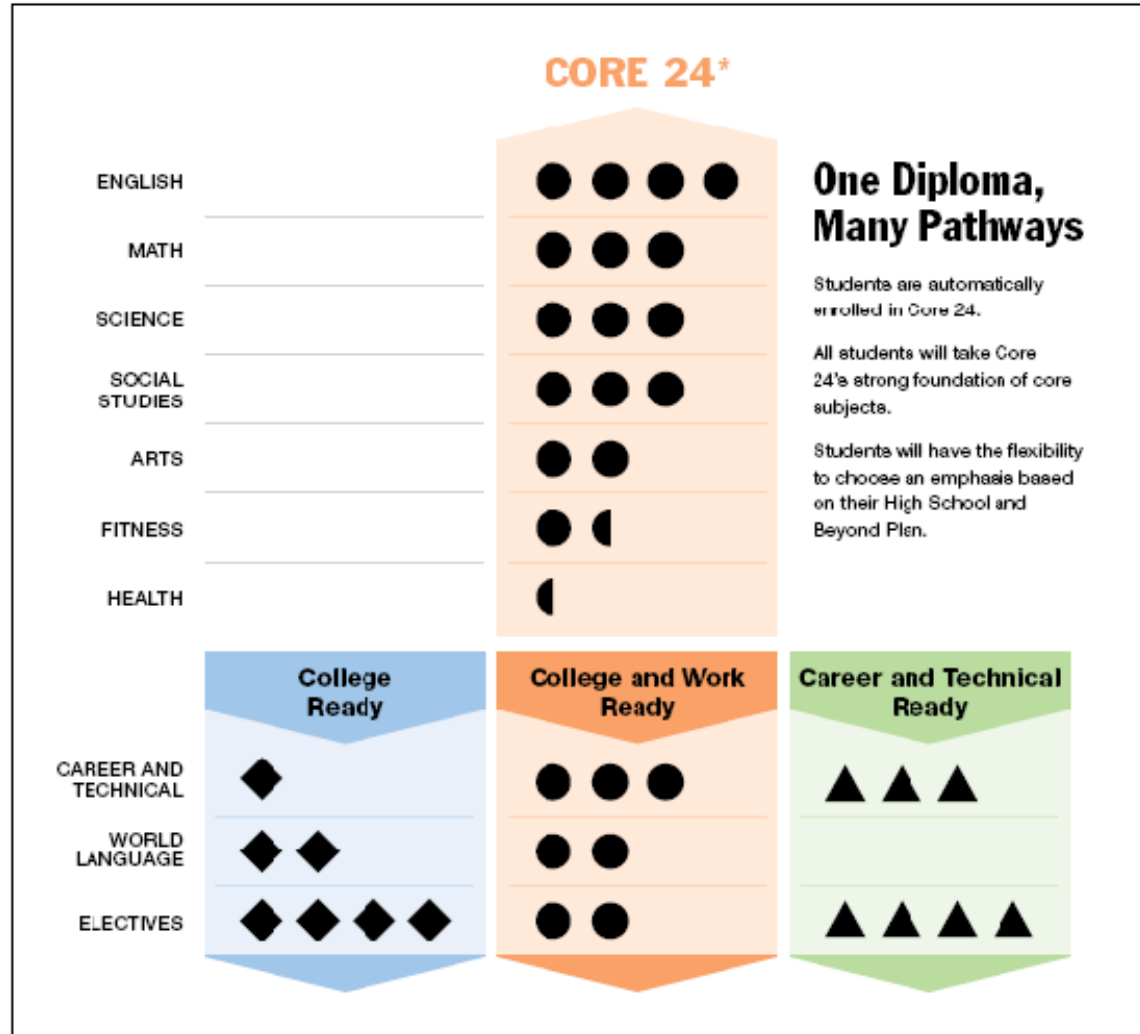 CORE 24*
ENGLISH
MATH
SCIENCE
SOCIAL
STUDIES
ARTS
FITNESS
HEALTH
One Diploma,
Many Pathways
Students are automatically
enrolled in Core 24.
All students will take Core
24's strong foundation of core
subjects.
Students will have the flexibility
to choose an emphasis based
on their High School and
Beyond Plan.
College
Ready
College and Work
Ready
Career and Technical
Ready
CAREER AND
TECHNICAL
WORLD
LANGUAGE
ELECTIVES